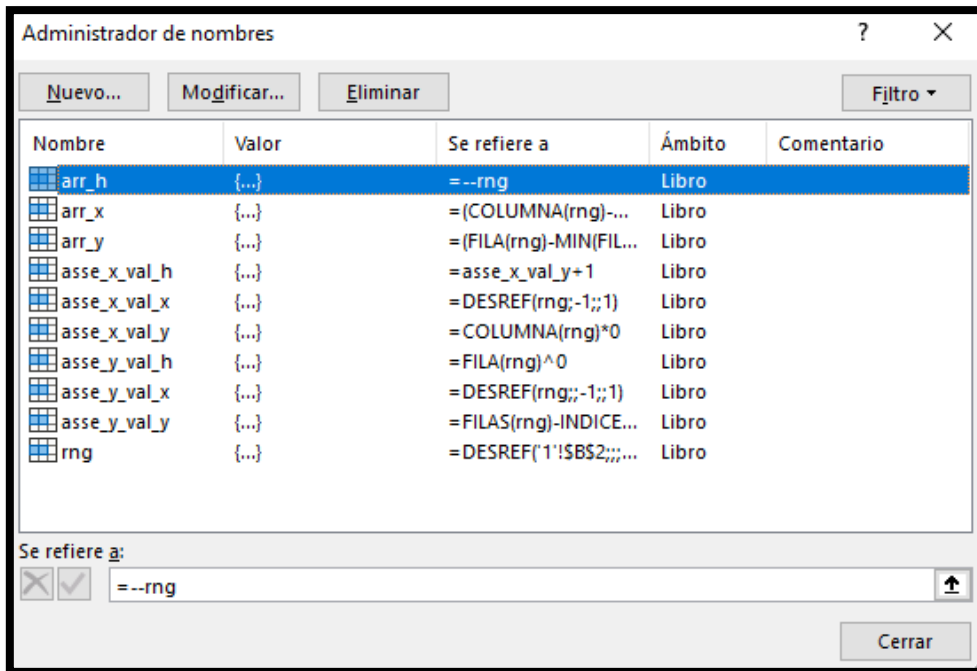 Administrador de nombres ?
Nuevo... Modificar... Eliminar Filtro
Nombre Valor Se refiere a Ámbito Comentario
arr_h {...} =--rng Libro
arr_x {...} =(COLUMNA(rng)-... Libro
arr_y {...} =(FILA(rng)-MIN(FIL... Libro
asse_x_val_h {...} =asse_x_val_y+1 Libro
asse_x_val_x {...} =DESREF(rng;-1;;1) Libro
asse_x_val_y {...} =COLUMNA(rng)*0 Libro
asse_y_val_h {...} =FILA(rng)^0 Libro
asse_y_val_x {...} =DESREF(rng;;-1;;1) Libro
asse_y_val_y {...} =FILAS(rng)-INDICE... Libro
rng {...} =DESREF('1'!$B$2;;;... Libro
Se refiere a:
=--rng
Cerrar